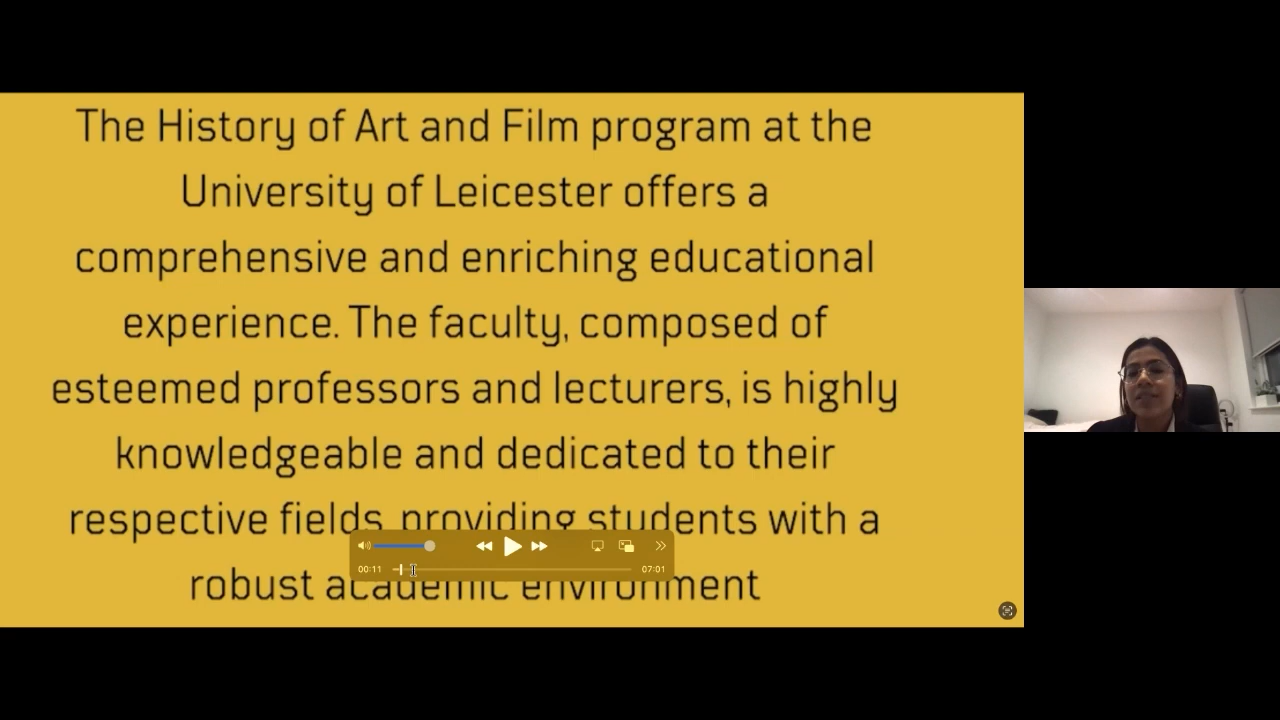 The History of Art and Film program at the
University of Leicester offers a
comprehensive and enriching educational
experience. The faculty, composed of
esteemed professors and lecturers, is highly
knowledgeable and dedicated to their
respective fields, providing students with a
robust academic environment
00:11
07:01